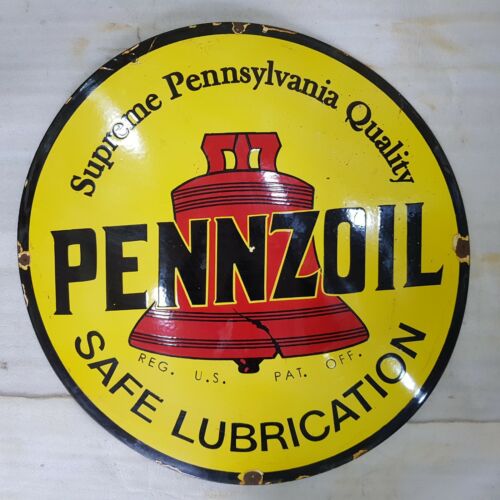 Supreme Pennsylvania Quality
PENNZOIL
REG. U.S. PAT. OFF.
SAFE LUBRICATION